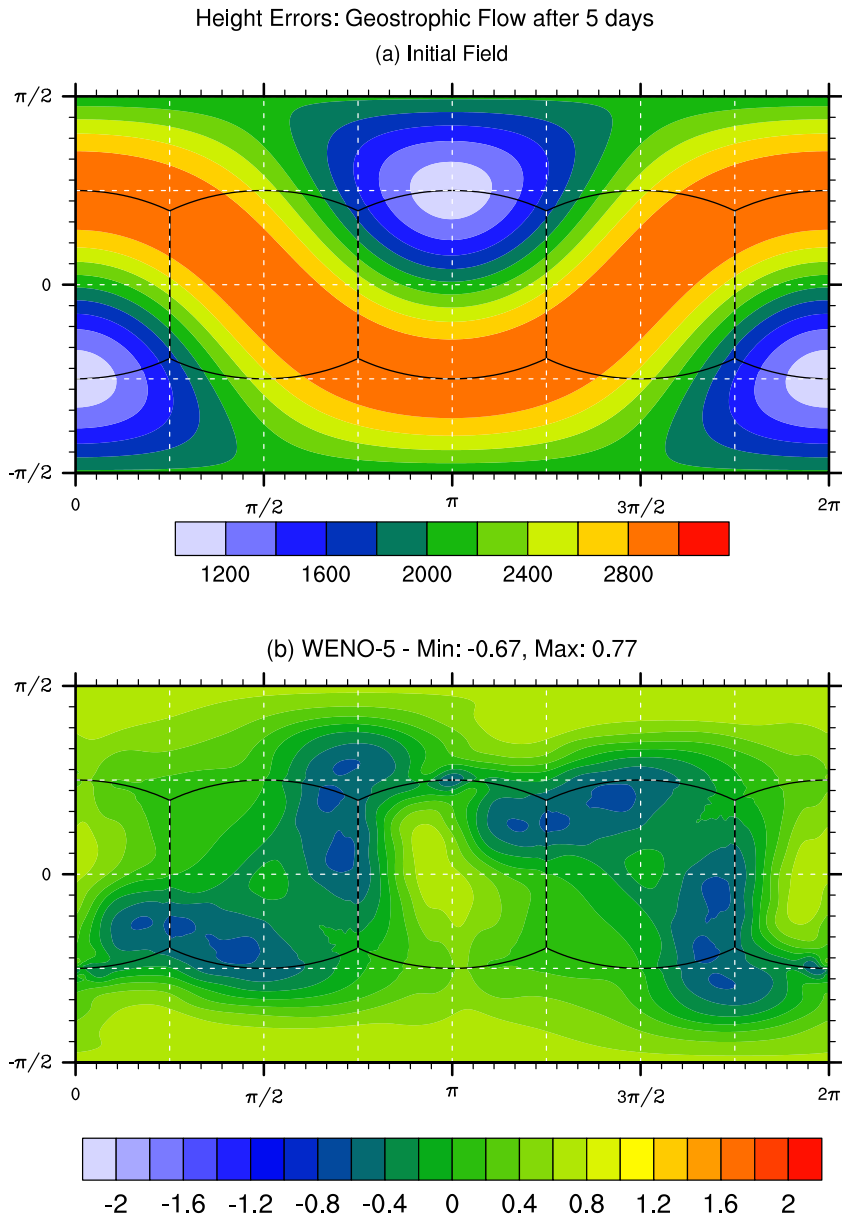 Height Errors: Geostrophic Flow after 5 days
(a) Initial Field
π/2
0
-π/2
0 π/2 π 3π/2 2π
1200 1600 2000 2400 2800
(b) WENO-5 - Min: -0.67, Max: 0.77
π/2
0
-π/2
0 π/2 π 3π/2 2π
-2 -1.6 -1.2 -0.8 -0.4 0 0.4 0.8 1.2 1.6 2